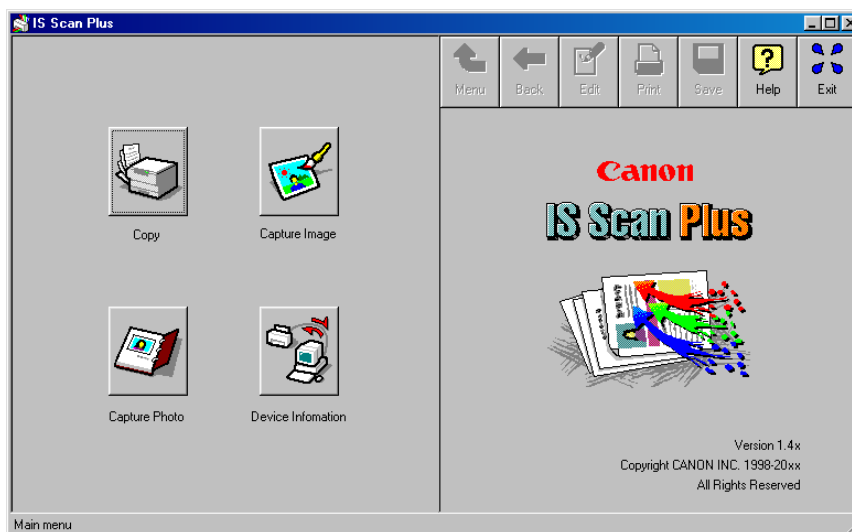 IS Scan Plus
Menu Back Edit Print Save Help Exit
Copy
Capture Image
Capture Photo
Device Infomation
Canon
IS Scan Plus
Version 1.4x
Copyright CANON INC. 1998-20xx
All Rights Reserved
Main menu